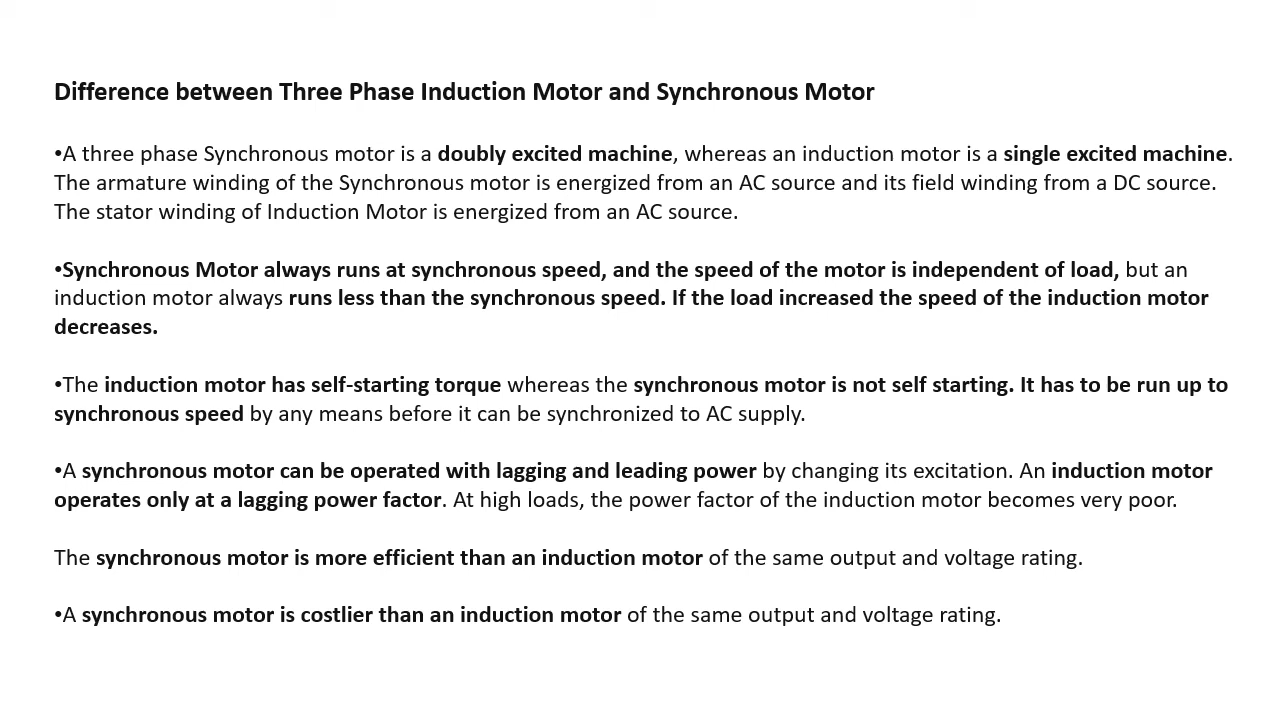 Difference between Three Phase Induction Motor and Synchronous Motor
•A three phase Synchronous motor is a doubly excited machine, whereas an induction motor is a single excited machine.
The armature winding of the Synchronous motor is energized from an AC source and its field winding from a DC source.
The stator winding of Induction Motor is energized from an AC source.
•Synchronous Motor always runs at synchronous speed, and the speed of the motor is independent of load, but an
induction motor always runs less than the synchronous speed. If the load increased the speed of the induction motor
decreases.
•The induction motor has self-starting torque whereas the synchronous motor is not self starting. It has to be run up to
synchronous speed by any means before it can be synchronized to AC supply.
•A synchronous motor can be operated with lagging and leading power by changing its excitation. An induction motor
operates only at a lagging power factor. At high loads, the power factor of the induction motor becomes very poor.
The synchronous motor is more efficient than an induction motor of the same output and voltage rating.
•A synchronous motor is costlier than an induction motor of the same output and voltage rating.